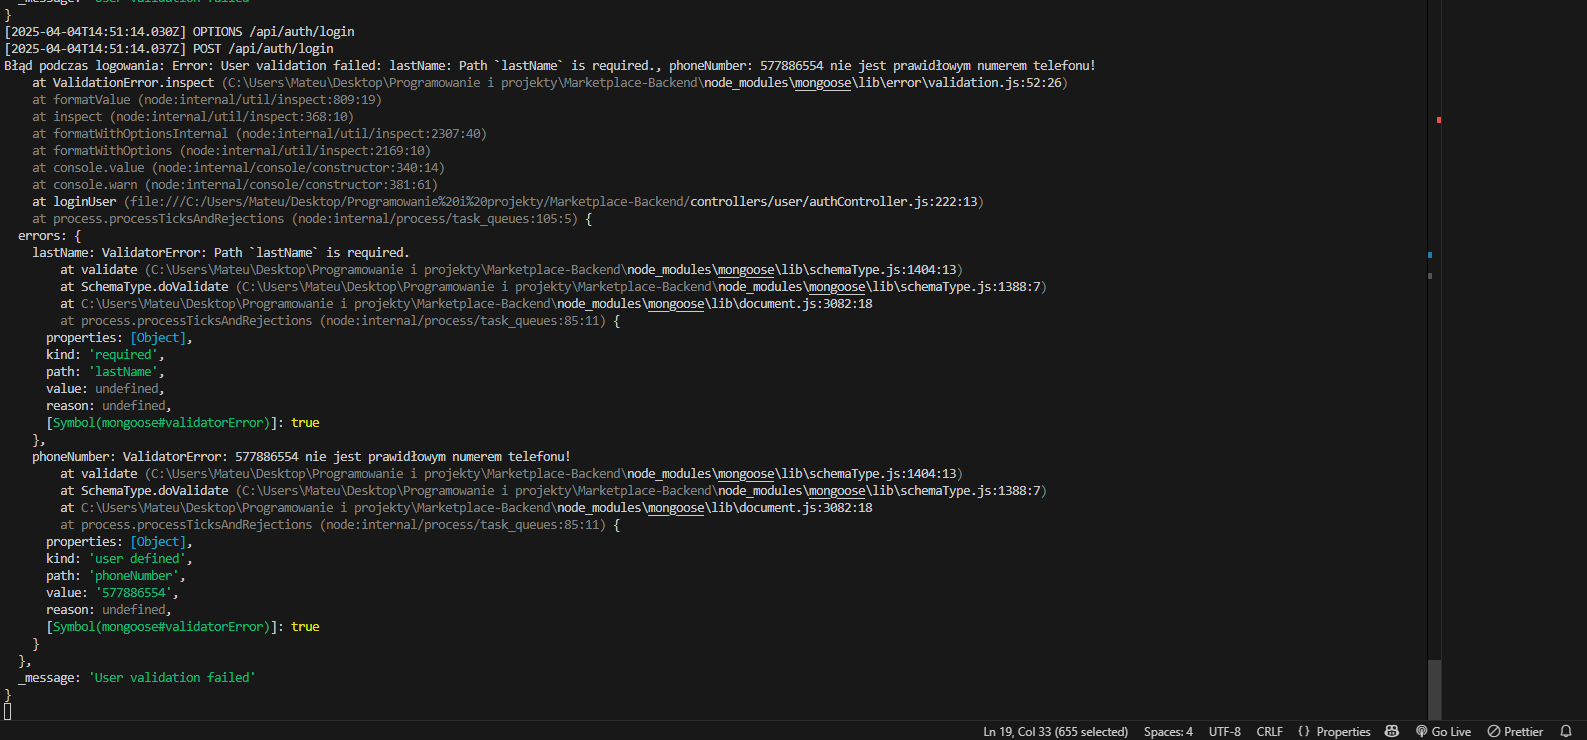 _message: 'User validation failed'
}
[2025-04-04T14:51:14.030Z] OPTIONS /api/auth/login
[2025-04-04T14:51:14.037Z] POST /api/auth/login
Błąd podczas logowania: Error: User validation failed: lastName: Path `lastName` is required., phoneNumber: 577886554 nie jest prawidłowym numerem telefonu!
at ValidationError.inspect (C:\Users\Mateu\Desktop\Programowanie i projekty\Marketplace-Backend\node_modules\mongoose\lib\error\validation.js:52:26)
at formatValue (node:internal/util/inspect:809:19)
at inspect (node:internal/util/inspect:368:10)
at formatWithOptionsInternal (node:internal/util/inspect:2307:40)
at formatWithOptions (node:internal/util/inspect:2169:10)
at console.value (node:internal/console/constructor:340:14)
at console.warn (node:internal/console/constructor:381:61)
at loginUser (file:///C:/Users/Mateu/Desktop/Programowanie%20i%20projekty/Marketplace-Backend/controllers/user/authController.js:222:13)
at process.processTicksAndRejections (node:internal/process/task_queues:105:5) {
errors: {
lastName: ValidatorError: Path `lastName` is required.
at validate (C:\Users\Mateu\Desktop\Programowanie i projekty\Marketplace-Backend\node_modules\mongoose\lib\schemaType.js:1404:13)
at SchemaType.doValidate (C:\Users\Mateu\Desktop\Programowanie i projekty\Marketplace-Backend\node_modules\mongoose\lib\schemaType.js:1388:7)
at C:\Users\Mateu\Desktop\Programowanie i projekty\Marketplace-Backend\node_modules\mongoose\lib\document.js:3082:18
at process.processTicksAndRejections (node:internal/process/task_queues:85:11) {
properties: [Object],
kind: 'required',
path: 'lastName',
value: undefined,
reason: undefined,
[Symbol(mongoose#validatorError)]: true
},
phoneNumber: ValidatorError: 577886554 nie jest prawidłowym numerem telefonu!
at validate (C:\Users\Mateu\Desktop\Programowanie i projekty\Marketplace-Backend\node_modules\mongoose\lib\schemaType.js:1404:13)
at SchemaType.doValidate (C:\Users\Mateu\Desktop\Programowanie i projekty\Marketplace-Backend\node_modules\mongoose\lib\schemaType.js:1388:7)
at C:\Users\Mateu\Desktop\Programowanie i projekty\Marketplace-Backend\node_modules\mongoose\lib\document.js:3082:18
at process.processTicksAndRejections (node:internal/process/task_queues:85:11) {
properties: [Object],
kind: 'user defined',
path: 'phoneNumber',
value: '577886554',
reason: undefined,
[Symbol(mongoose#validatorError)]: true
}
},
_message: 'User validation failed'
}
Ln 19, Col 33 (655 selected) Spaces: 4 UTF-8 CRLF {} Properties Go Live Prettier